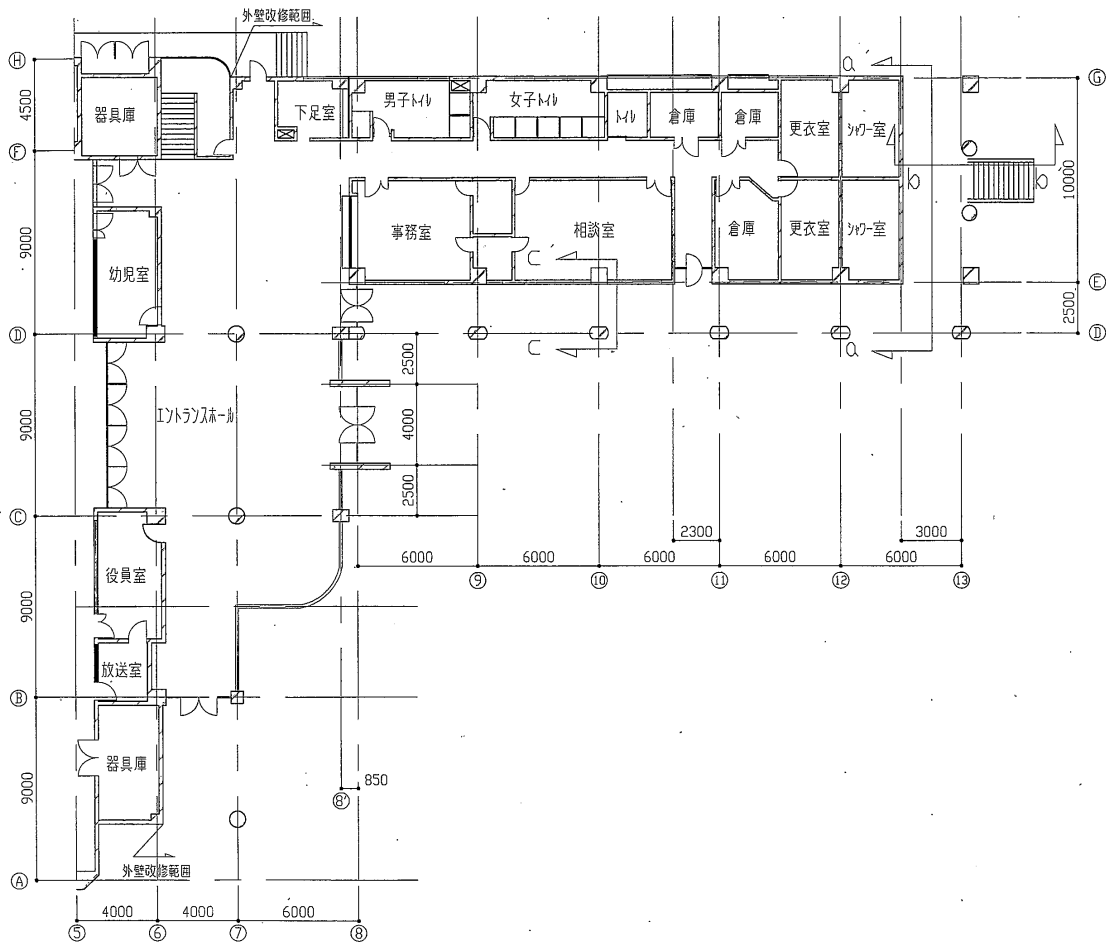 外壁改修範囲
H
G
a
a'
4500
器具庫
下足室
男子トイレ
女子トイレ
トイレ
倉庫
倉庫
更衣室
シャワー室
F
b
b'
10000
9000
幼児室
事務室
相談室
倉庫
更衣室
シャワー室
c'
E
2500
D
c
a
D
2500
9000
エントランスホール
4000
2500
C
2300
3000
6000
6000
6000
6000
6000
9
10
11
12
13
9000
役員室
放送室
B
9000
器具庫
850
8'
外壁改修範囲
A
4000
4000
6000
5
6
7
8